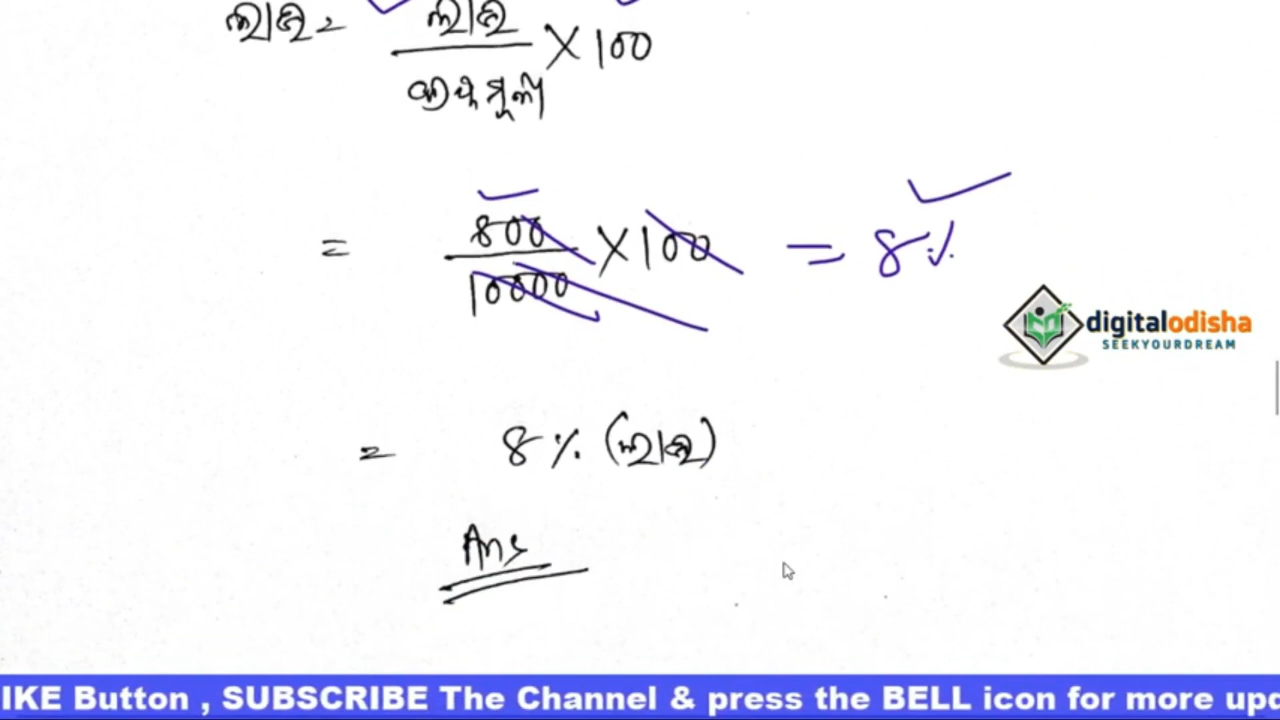 ଲାଭ = ଲାଭ / କ୍ରୟ ମୂଲ୍ୟ × 100
= 800 / 10000 × 100 = 8%
digitalodisha
SEEKYOURDREAM
= 8% (ଲାଭ)
Ans
IKE Button , SUBSCRIBE The Channel & press the BELL icon for more upd